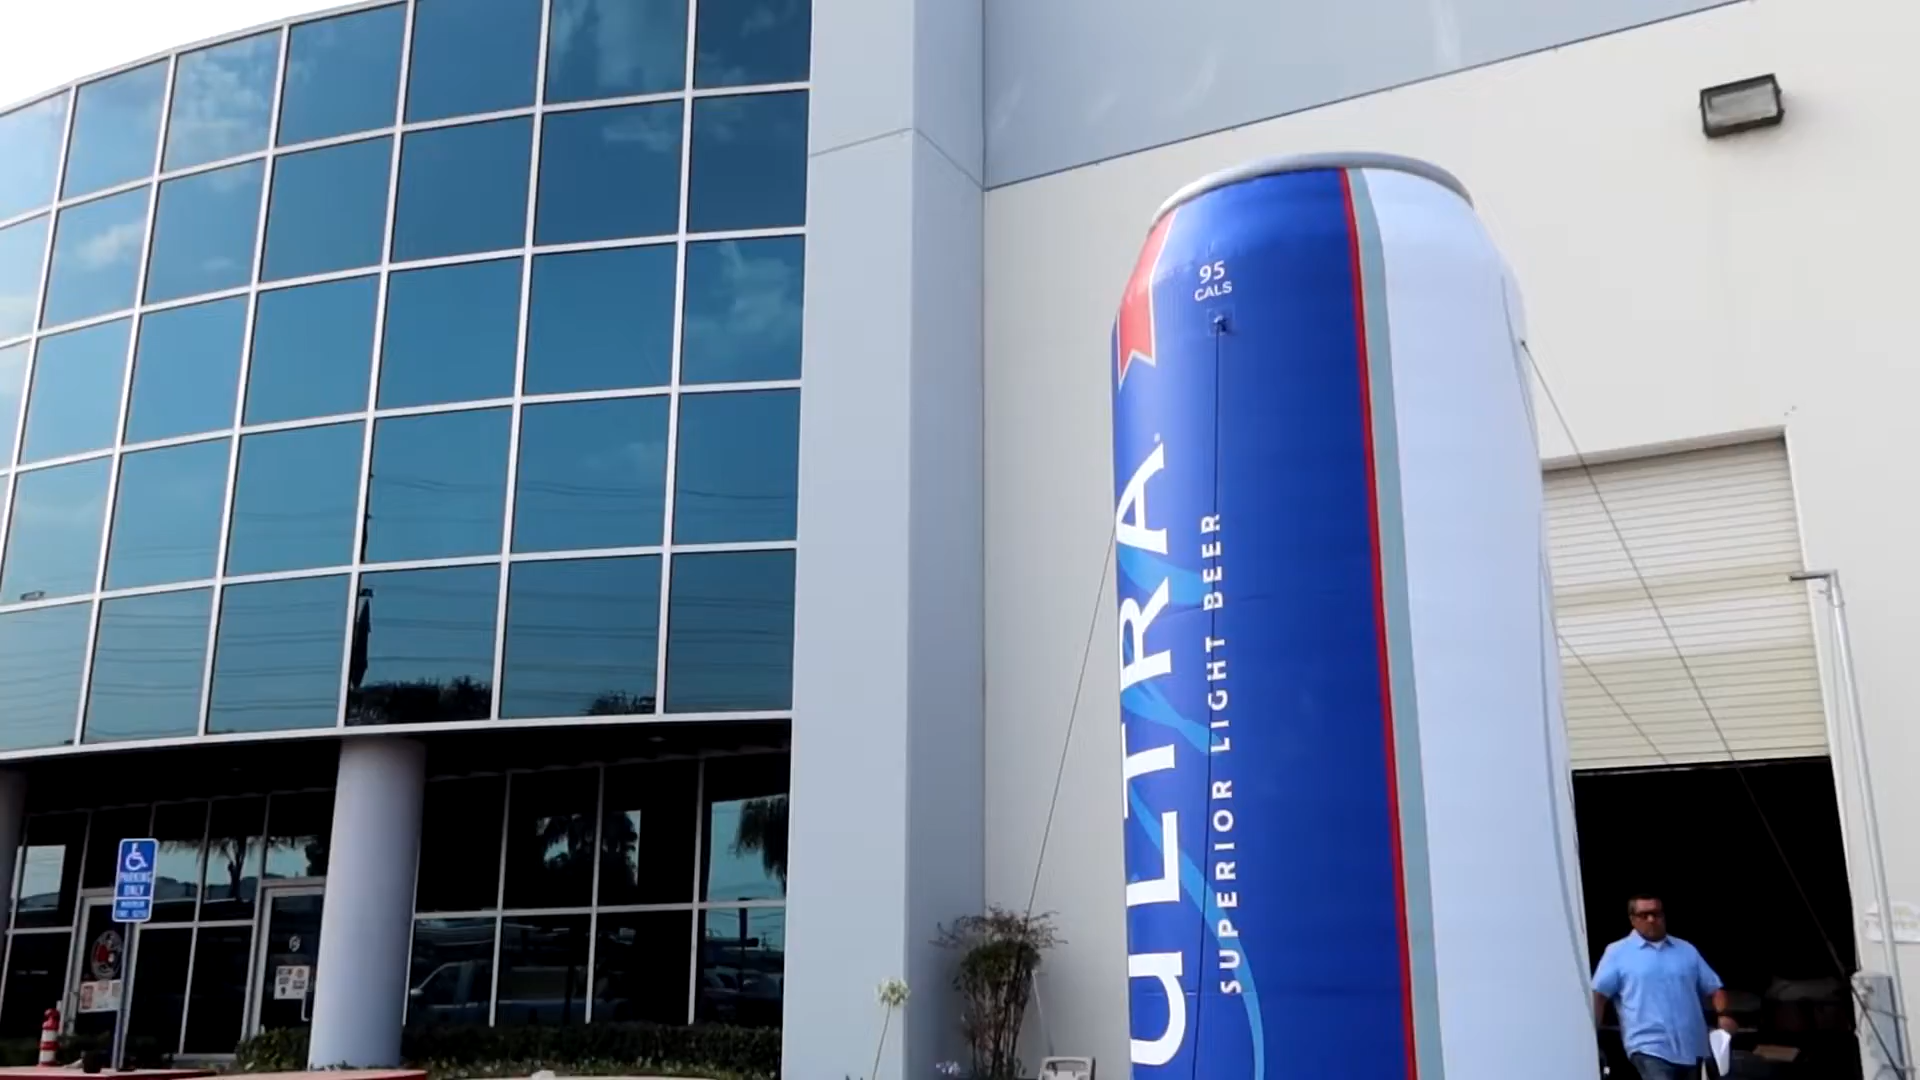 95
CALS
ULTRA
SUPERIOR LIGHT BEER
PARKING
ONLY